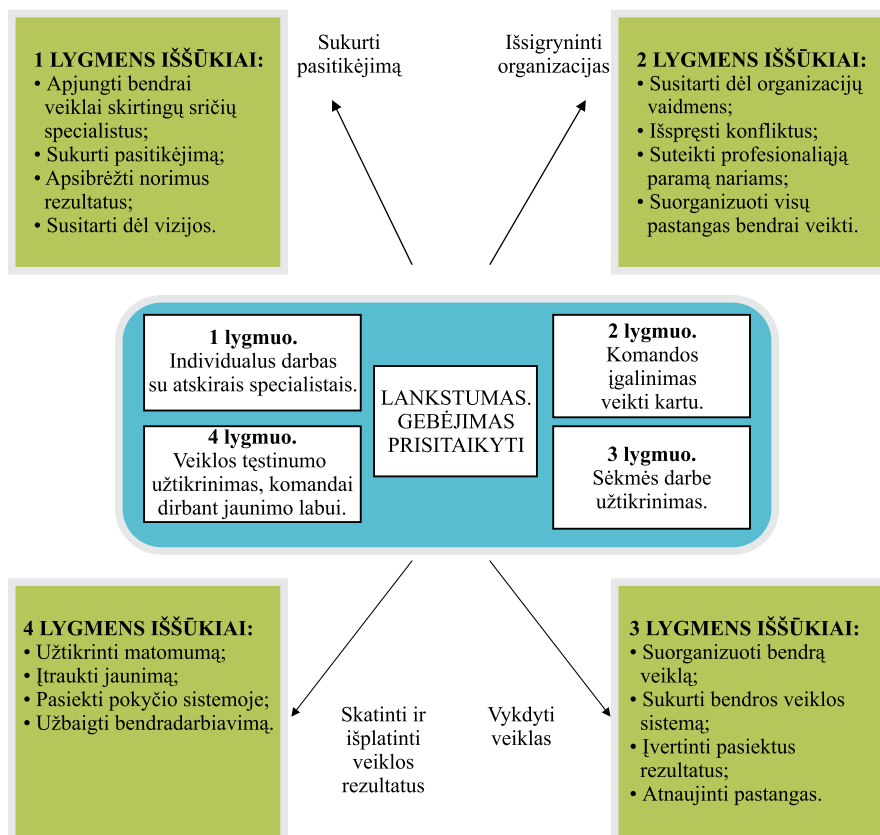 1 LYGMENS IŠŠŪKIAI:
• Apjungti bendrai
veiklai skirtingų sričių
specialistus;
• Sukurti pasitikėjimą;
• Apsibrėžti norimus
rezultatus;
• Susitarti dėl vizijos.
Sukurti
pasitikėjimą
Išsigryninti
organizacijas
2 LYGMENS IŠŠŪKIAI:
• Susitarti dėl organizacijų
vaidmens;
• Išspręsti konfliktus;
• Suteikti profesionaliąją
paramą nariams;
• Suorganizuoti visų
pastangas bendrai veikti.
1 lygmuo.
Individualus darbas
su atskirais specialistais.
2 lygmuo.
Komandos
įgalinimas
veikti kartu.
LANKSTUMAS.
GEBĖJIMAS
PRISITAIKYTI
4 lygmuo.
Veiklos tęstinumo
užtikrinimas, komandai
dirbant jaunimo labui.
3 lygmuo.
Sėkmės darbe
užtikrinimas.
4 LYGMENS IŠŠŪKIAI:
• Užtikrinti matomumą;
• Įtraukti jaunimą;
• Pasiekti pokyčio sistemoje;
• Užbaigti bendradarbiavimą.
Skatinti ir
išplatinti
veiklos
rezultatus
Vykdyti
veiklas
3 LYGMENS IŠŠŪKIAI:
• Suorganizuoti bendrą
veiklą;
• Sukurti bendros veiklos
sistemą;
• Įvertinti pasiektus
rezultatus;
• Atnaujinti pastangas.